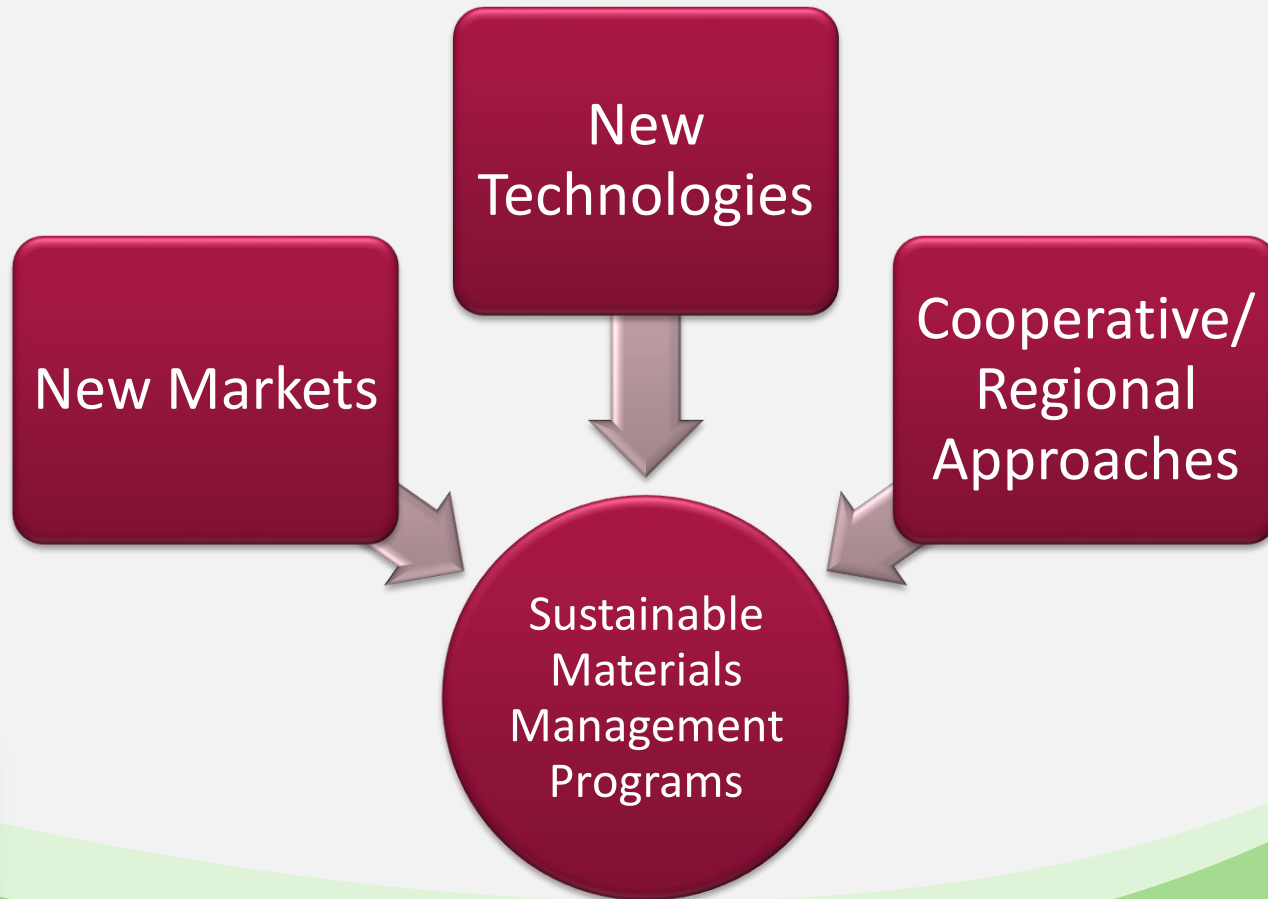 New
Technologies
New Markets
Cooperative/
Regional
Approaches
Sustainable
Materials
Management
Programs